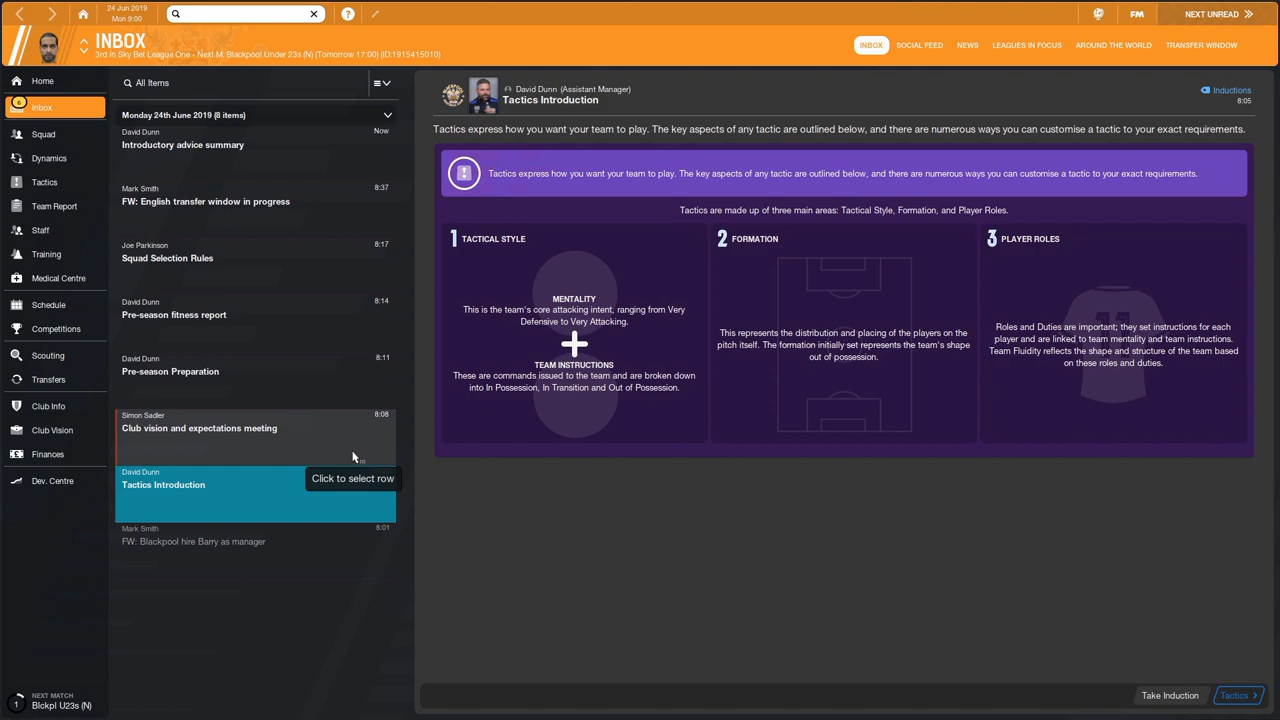 24 Jun 2019
Mon 9:00
?
FM
NEXT UNREAD
INBOX
3rd in Sky Bet League One - Next M: Blackpool Under 23s (N) (Tomorrow 17:00) (ID:1915415010)
INBOX
SOCIAL FEED
NEWS
LEAGUES IN FOCUS
AROUND THE WORLD
TRANSFER WINDOW
Home
6
Inbox
Squad
Dynamics
Tactics
Team Report
Staff
Training
Medical Centre
Schedule
Competitions
Scouting
Transfers
Club Info
Club Vision
Finances
Dev. Centre
1
NEXT MATCH
Blckpl U23s (N)
All Items
Monday 24th June 2019 (8 items)
David Dunn Now
Introductory advice summary
Mark Smith 8:37
FW: English transfer window in progress
Joe Parkinson 8:17
Squad Selection Rules
David Dunn 8:14
Pre-season fitness report
David Dunn 8:11
Pre-season Preparation
Simon Sadler 8:08
Club vision and expectations meeting
David Dunn
Tactics Introduction
Click to select row
Mark Smith 8:01
FW: Blackpool hire Barry as manager
David Dunn (Assistant Manager)
Tactics Introduction
Inductions
8:05
Tactics express how you want your team to play. The key aspects of any tactic are outlined below, and there are numerous ways you can customise a tactic to your exact requirements.
Tactics express how you want your team to play. The key aspects of any tactic are outlined below, and there are numerous ways you can customise a tactic to your exact requirements.
Tactics are made up of three main areas: Tactical Style, Formation, and Player Roles.
1 TACTICAL STYLE
MENTALITY
This is the team's core attacking intent, ranging from Very
Defensive to Very Attacking.
TEAM INSTRUCTIONS
These are commands issued to the team and are broken down
into In Possession, In Transition and Out of Possession.
2 FORMATION
This represents the distribution and placing of the players on the
pitch itself. The formation initially set represents the team's shape
out of possession.
3 PLAYER ROLES
11
Roles and Duties are important; they set instructions for each
player and are linked to team mentality and team instructions.
Team Fluidity reflects the shape and structure of the team based
on these roles and duties.
Take Induction
Tactics